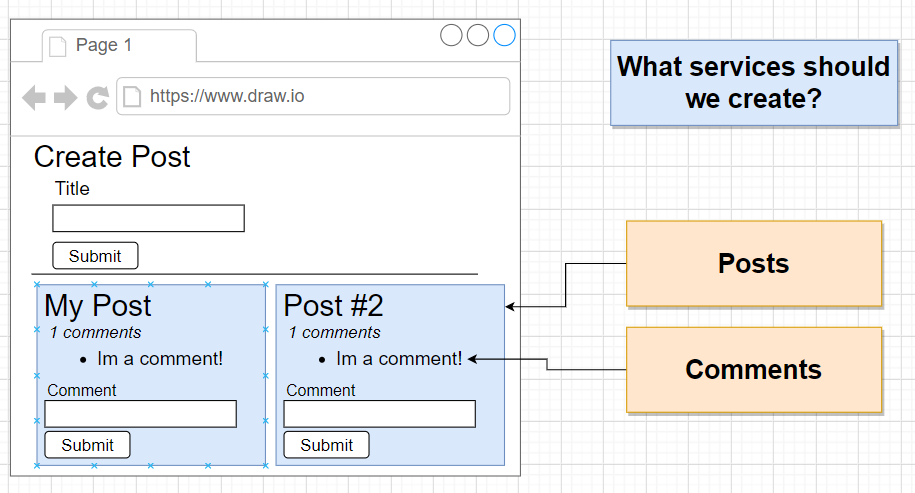 Page 1
https://www.draw.io
What services should
we create?
Create Post
Title
Submit
Posts
My Post
1 comments
Im a comment!
Comment
Submit
Post #2
1 comments
Im a comment!
Comment
Submit
Comments